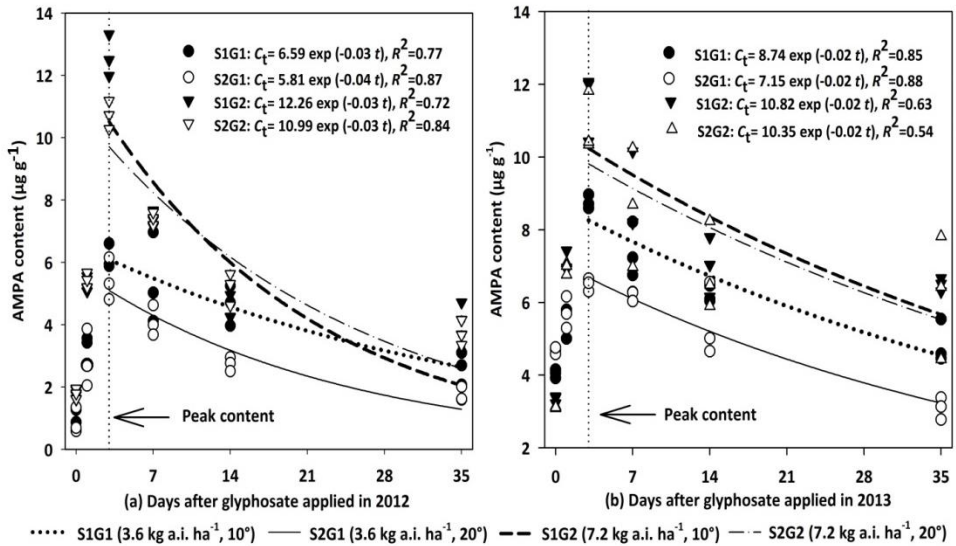 AMPA content (µg g⁻¹)
14
12
10
8
6
4
2
0
S1G1: Cₜ= 6.59 exp (-0.03 t), R²=0.77
S2G1: Cₜ= 5.81 exp (-0.04 t), R²=0.87
S1G2: Cₜ= 12.26 exp (-0.03 t), R²=0.72
S2G2: Cₜ= 10.99 exp (-0.03 t), R²=0.84
Peak content
0 7 14 21 28 35
(a) Days after glyphosate applied in 2012
AMPA content (µg g⁻¹)
14
12
10
8
6
4
2
S1G1: Cₜ= 8.74 exp (-0.02 t), R²=0.85
S2G1: Cₜ= 7.15 exp (-0.02 t), R²=0.88
S1G2: Cₜ= 10.82 exp (-0.02 t), R²=0.63
S2G2: Cₜ= 10.35 exp (-0.02 t), R²=0.54
Peak content
0 7 14 21 28 35
(b) Days after glyphosate applied in 2013
S1G1 (3.6 kg a.i. ha⁻¹, 10°) S2G1 (3.6 kg a.i. ha⁻¹, 20°) S1G2 (7.2 kg a.i. ha⁻¹, 10°) S2G2 (7.2 kg a.i. ha⁻¹, 20°)